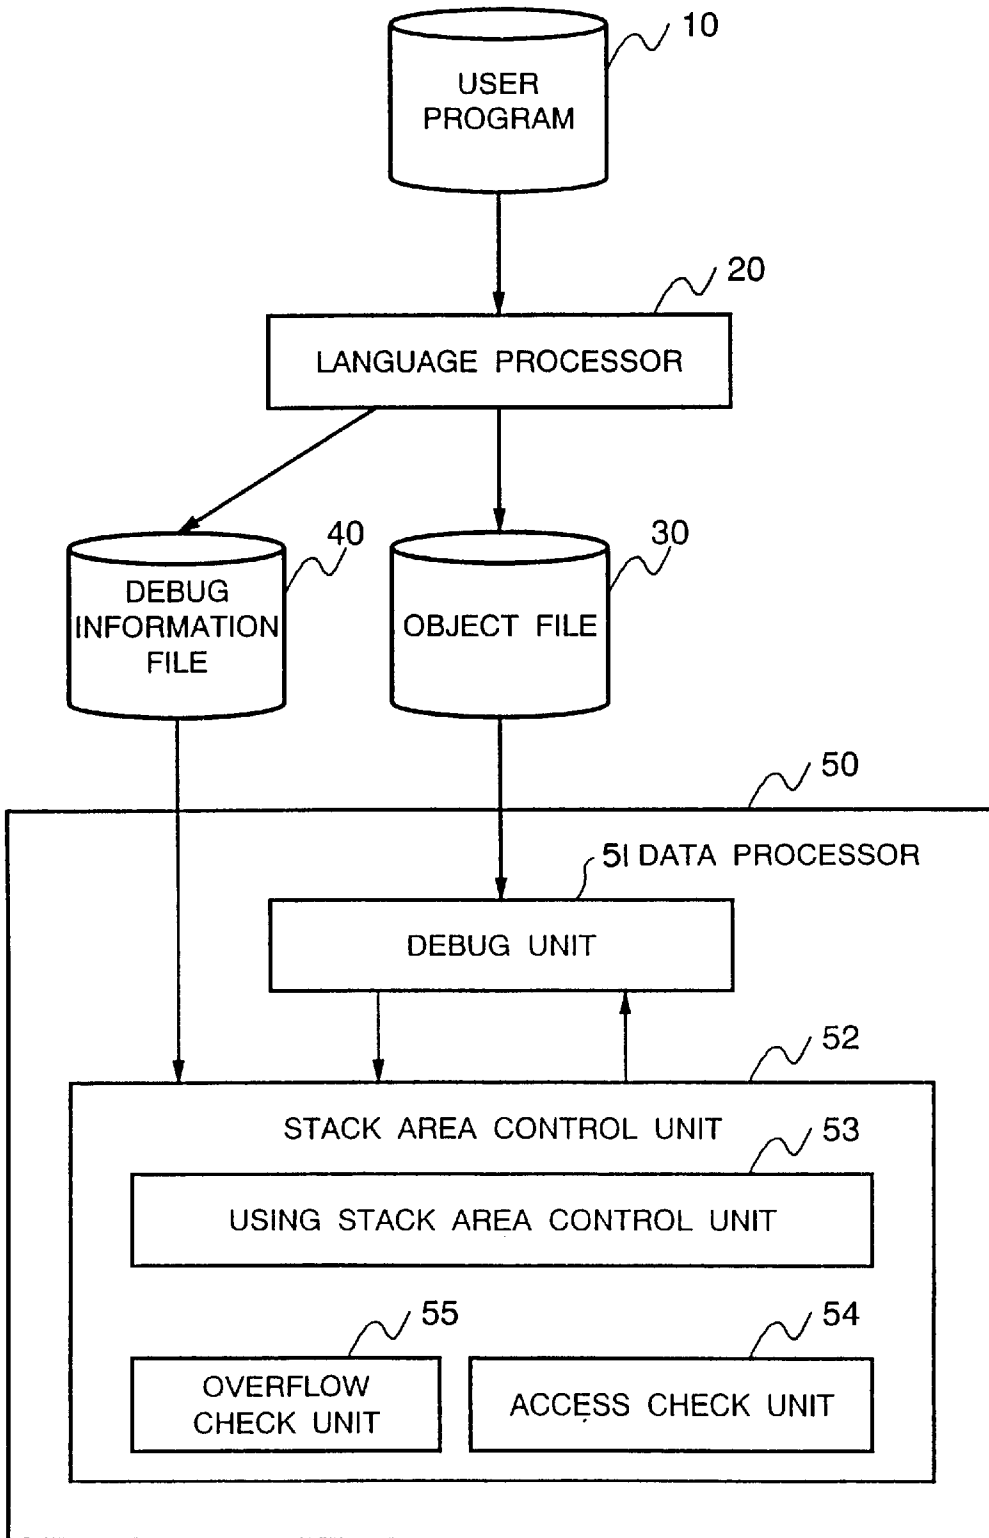 10
USER
PROGRAM
20
LANGUAGE PROCESSOR
40
30
DEBUG
INFORMATION
FILE
OBJECT FILE
50
51 DATA PROCESSOR
DEBUG UNIT
52
STACK AREA CONTROL UNIT
53
USING STACK AREA CONTROL UNIT
55
54
OVERFLOW
CHECK UNIT
ACCESS CHECK UNIT